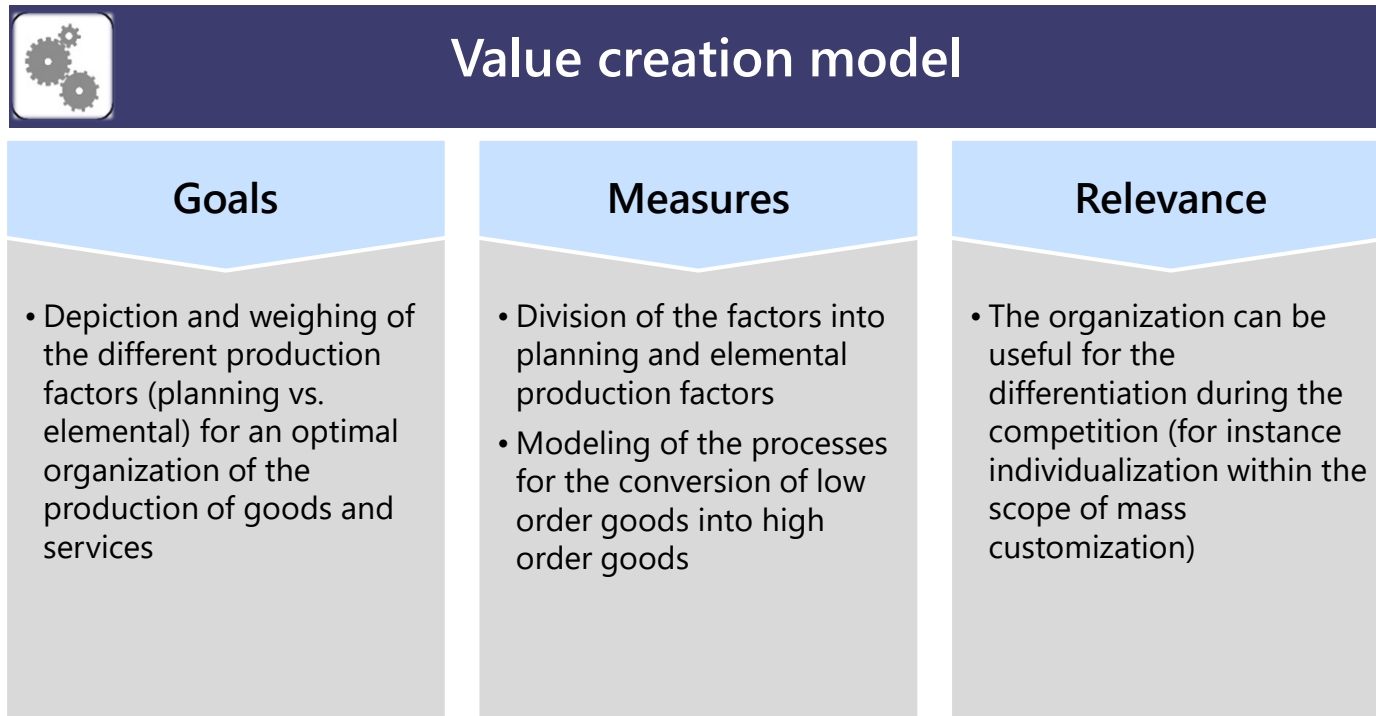 Value creation model
Goals
• Depiction and weighing of
the different production
factors (planning vs.
elemental) for an optimal
organization of the
production of goods and
services
Measures
• Division of the factors into
planning and elemental
production factors
• Modeling of the processes
for the conversion of low
order goods into high
order goods
Relevance
• The organization can be
useful for the
differentiation during the
competition (for instance
individualization within the
scope of mass
customization)